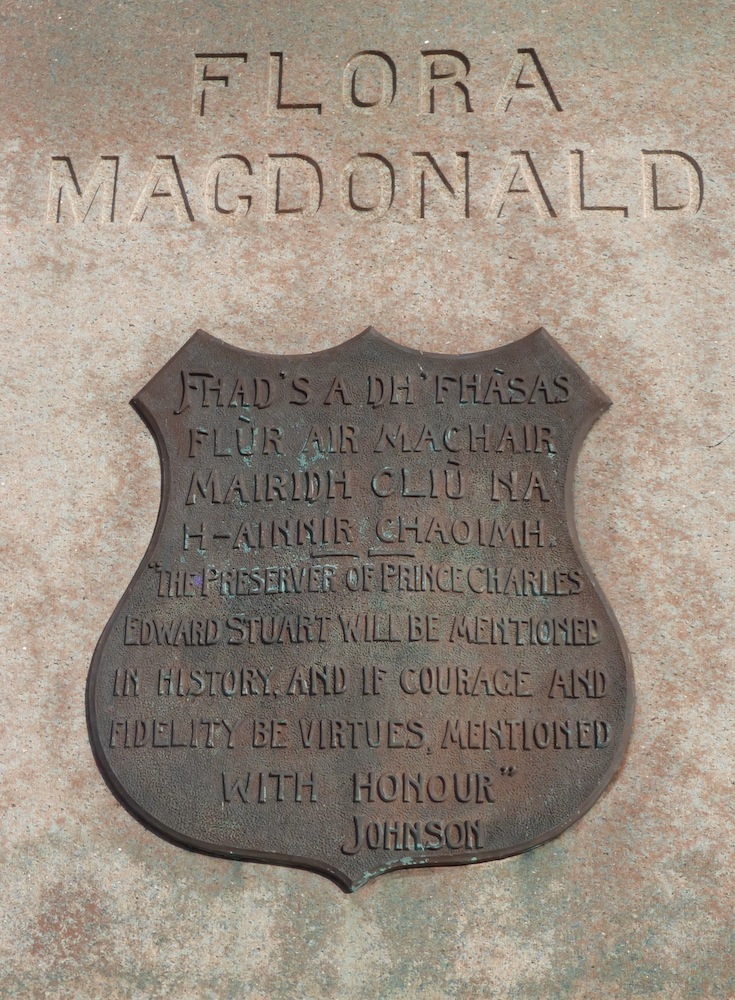 FLORA
MACDONALD
FHAD'S A DH'FHÀSAS
FLÙR AIR MACHAIR
MAIRIDH CLIÙ NA
H-AINNIR CHAOIMH.
"THE PRESERVER OF PRINCE CHARLES
EDWARD STUART WILL BE MENTIONED
IN HISTORY, AND IF COURAGE AND
FIDELITY BE VIRTUES, MENTIONED
WITH HONOUR"
JOHNSON